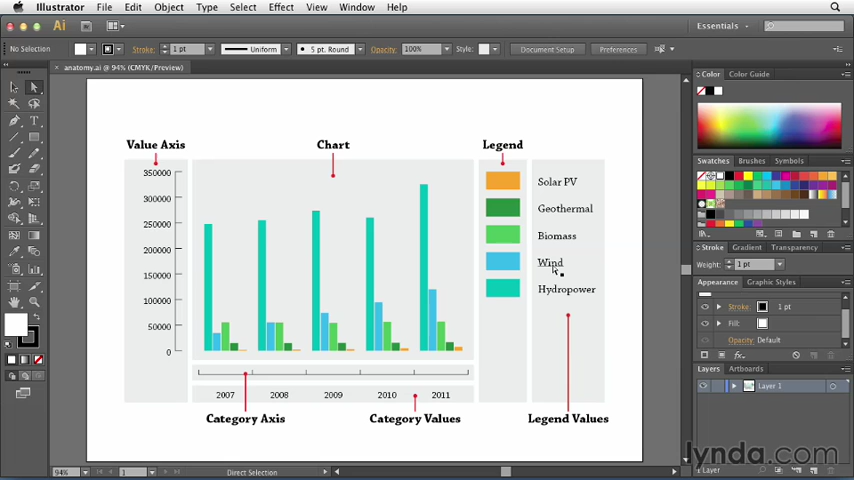 Illustrator File Edit Object Type Select Effect View Window Help
Ai Br Essentials
No Selection Stroke: 1 pt Uniform 5 pt. Round Opacity: 100% Style: Document Setup Preferences
anatomy.ai @ 94% (CMYK/Preview)
Color Color Guide
Value Axis Chart Legend
350000
300000
250000
200000
150000
100000
50000
0
Solar PV
Geothermal
Biomass
Wind
Hydropower
2007 2008 2009 2010 2011
Category Axis Category Values Legend Values
Swatches Brushes Symbols
Stroke Gradient Transparency
Weight: 1 pt
Appearance Graphic Styles
Stroke: 1 pt
Fill:
Opacity: Default
fx
Layers Artboards
Layer 1
lynda.com
1 Layer
94% 1 Direct Selection